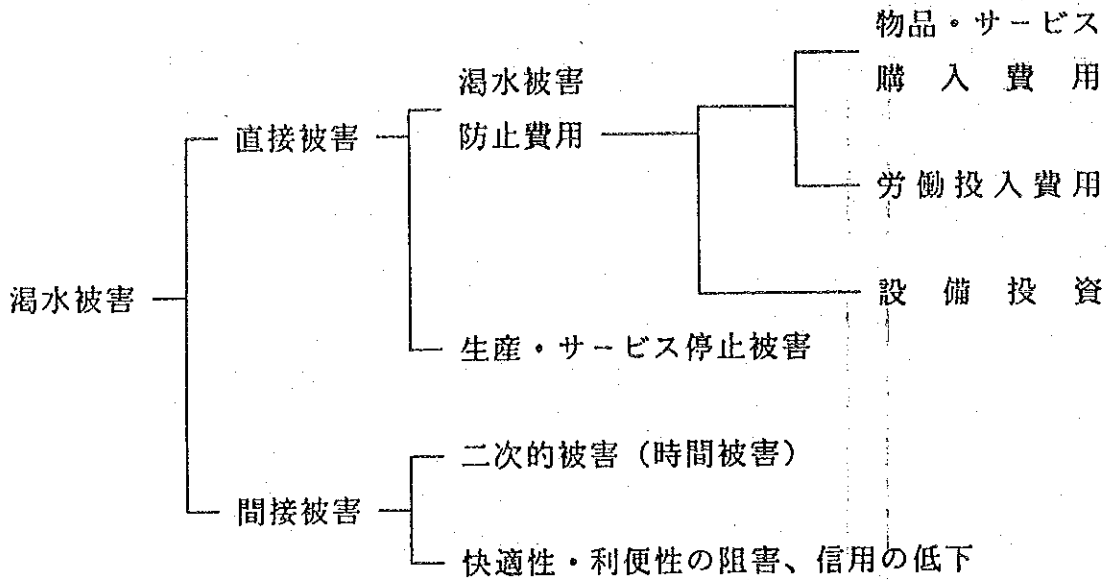 物品・サービス
購入費用
渇水被害
防止費用
直接被害
労働投入費用
設備投資
渇水被害
生産・サービス停止被害
二次的被害（時間被害）
間接被害
快適性・利便性の阻害、信用の低下